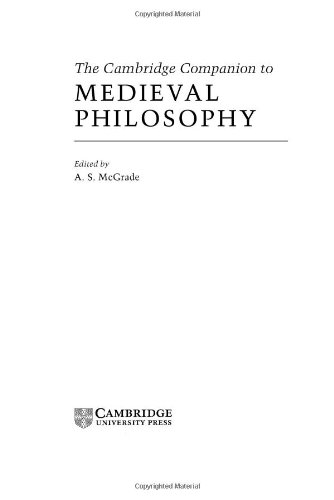 Copyrighted Material
The Cambridge Companion to
MEDIEVAL
PHILOSOPHY
Edited by
A. S. McGrade
CAMBRIDGE
UNIVERSITY PRESS
Copyrighted Material